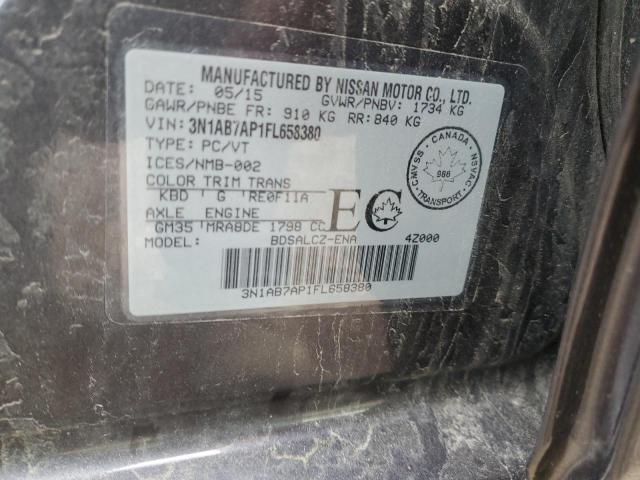 MANUFACTURED BY NISSAN MOTOR CO., LTD.
DATE: 05/15 GVWR/PNBV: 1734 KG
GAWR/PNBE FR: 910 KG RR: 840 KG
VIN: 3N1AB7AP1FL658380
TYPE: PC/VT
ICES/NMB-002
COLOR TRIM TRANS
KBD G RE0F11A
AXLE ENGINE
GM35 MRA8DE 1798 CC
MODEL: BDSALCZ-ENA 4Z000
EC
CANADA
CMVSS NSVAC
988
3N1AB7AP1FL658380